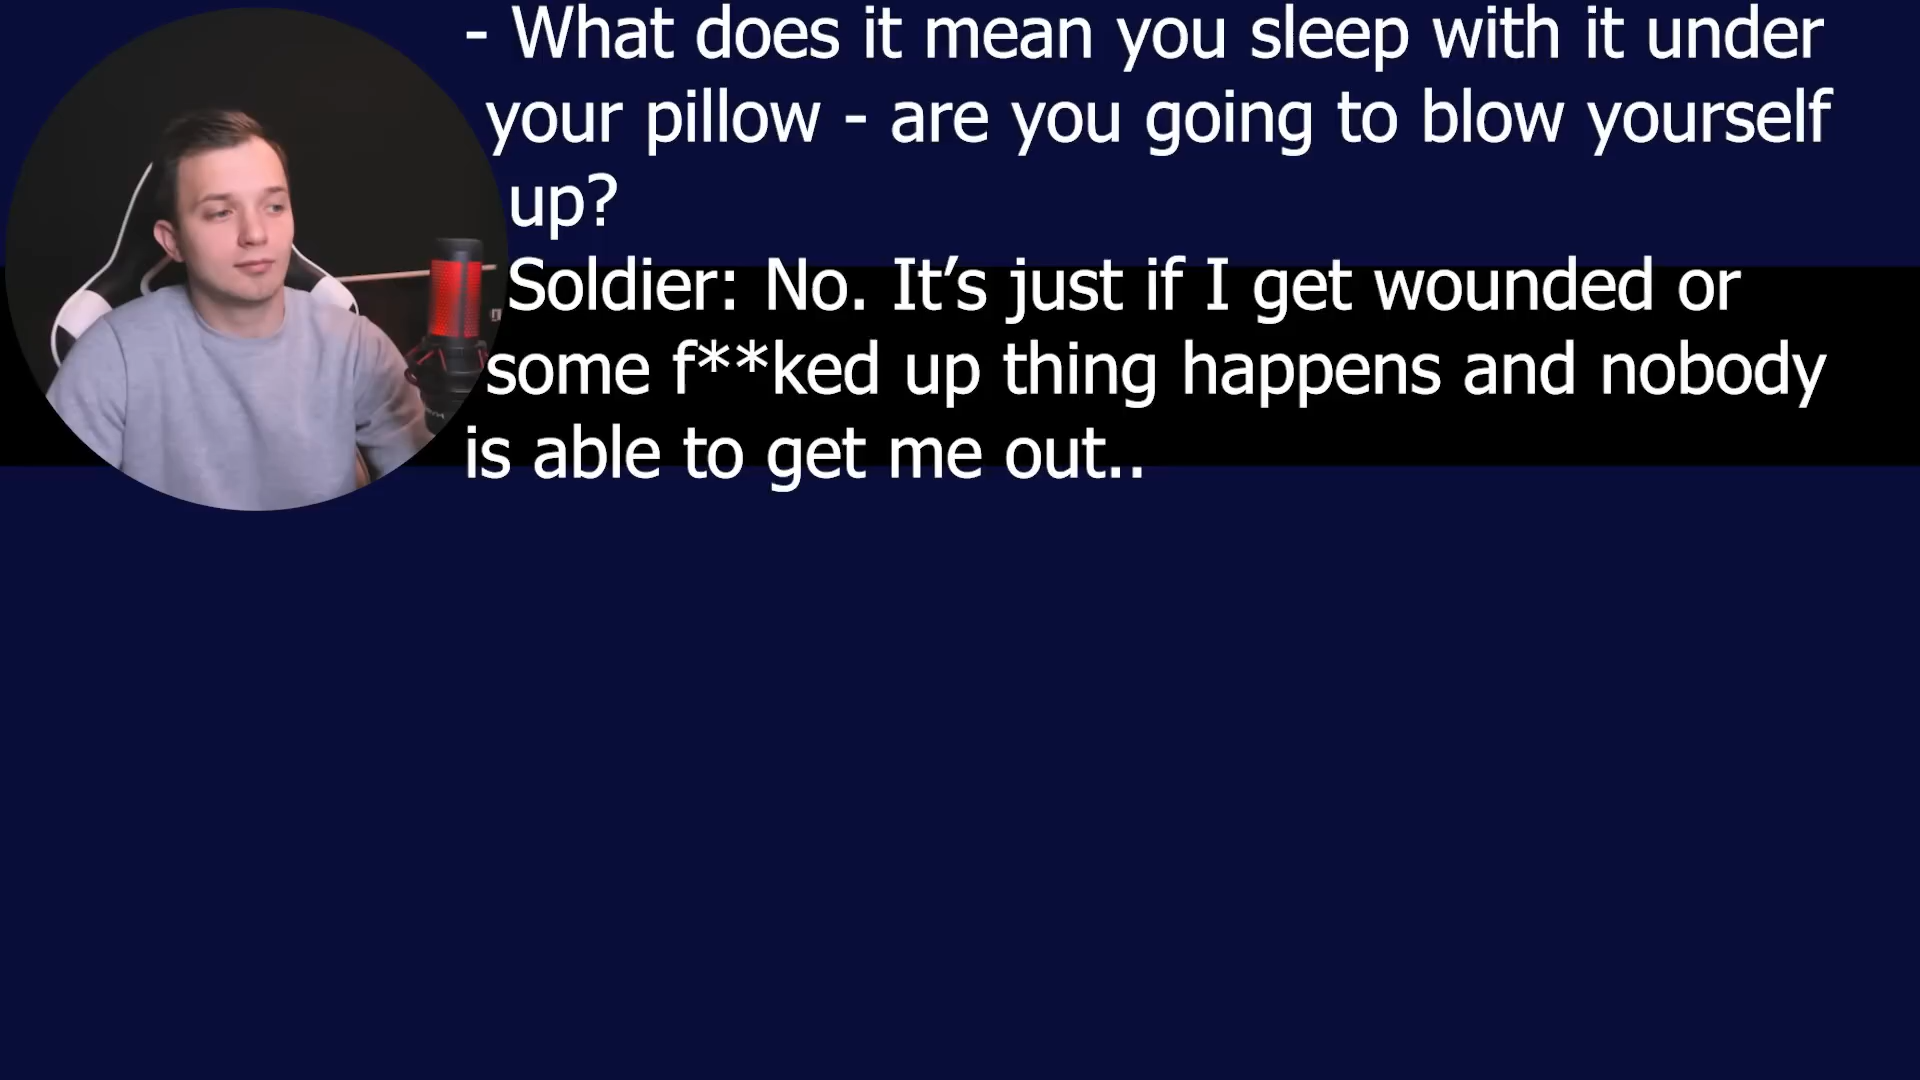 - What does it mean you sleep with it under
your pillow - are you going to blow yourself
up?
Soldier: No. It’s just if I get wounded or
some f**ked up thing happens and nobody
is able to get me out..